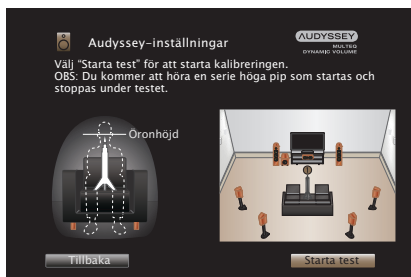 Audyssey-inställningar
AUDYSSEY
MULTEQ
DYNAMIC VOLUME
Välj "Starta test" för att starta kalibreringen.
OBS: Du kommer att höra en serie höga pip som startas och
stoppas under testet.
Öronhöjd
Tillbaka
Starta test